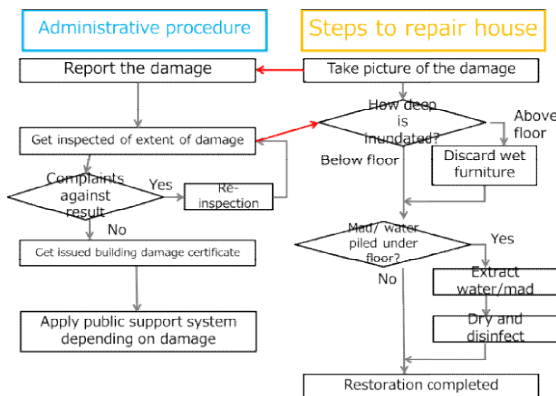 Administrative procedure
Steps to repair house
Report the damage
Take picture of the damage
How deep
is
inundated?
Above
floor
Get inspected of extent of damage
Below floor
Discard wet
furniture
Complaints
against
result
Yes
Re-
inspection
No
Mad/ water
piled under
floor?
Yes
Get issued building damage certificate
No
Extract
water/mad
Apply public support system
depending on damage
Dry and
disinfect
Restoration completed